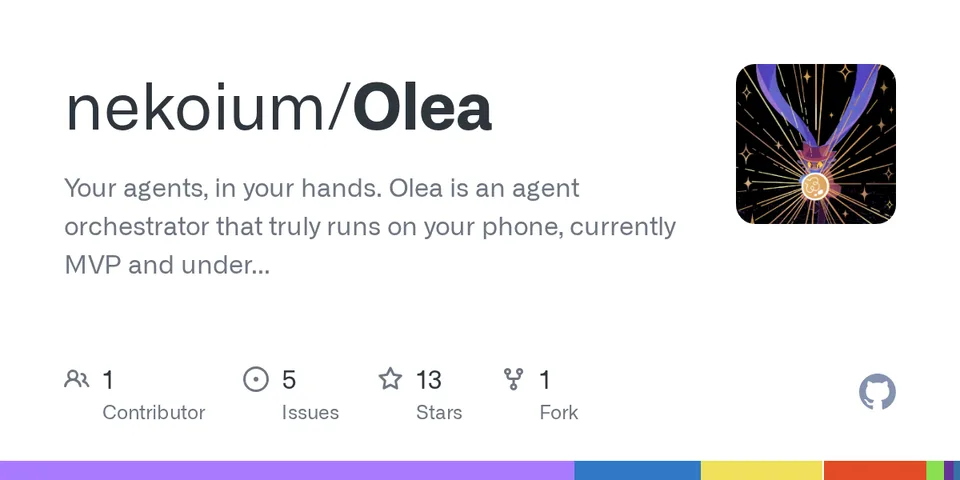 nekoium/Olea
Your agents, in your hands. Olea is an agent
orchestrator that truly runs on your phone, currently
MVP and under...
1 5 13 1
Contributor Issues Stars Fork